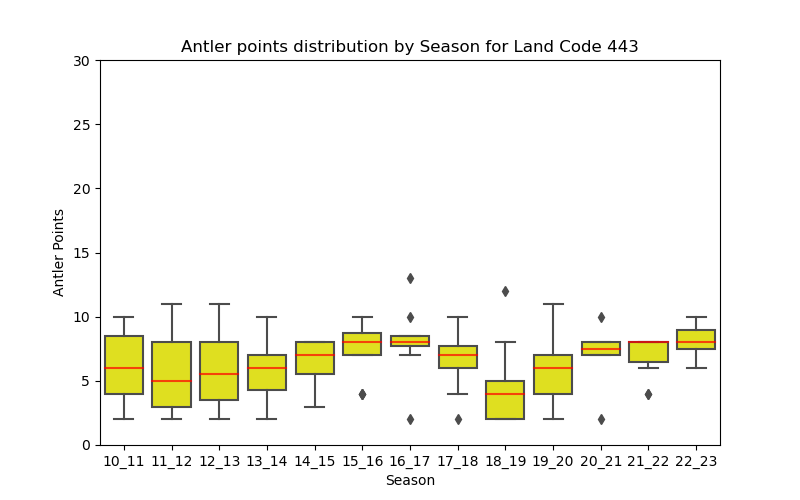 Antler points distribution by Season for Land Code 443
30
25
20
15
10
5
0
Antler Points
10_11 11_12 12_13 13_14 14_15 15_16 16_17 17_18 18_19 19_20 20_21 21_22 22_23
Season